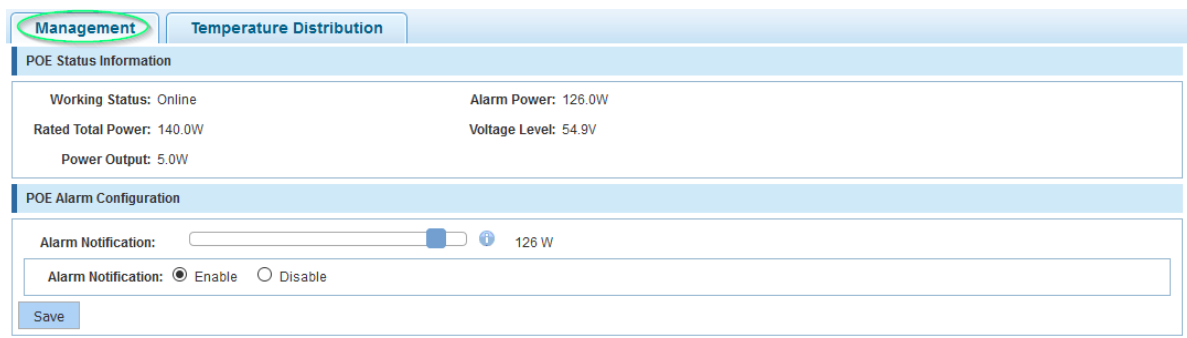 Management Temperature Distribution
POE Status Information
Working Status: Online Alarm Power: 126.0W
Rated Total Power: 140.0W Voltage Level: 54.9V
Power Output: 5.0W
POE Alarm Configuration
Alarm Notification: i 126 W
Alarm Notification: Enable Disable
Save